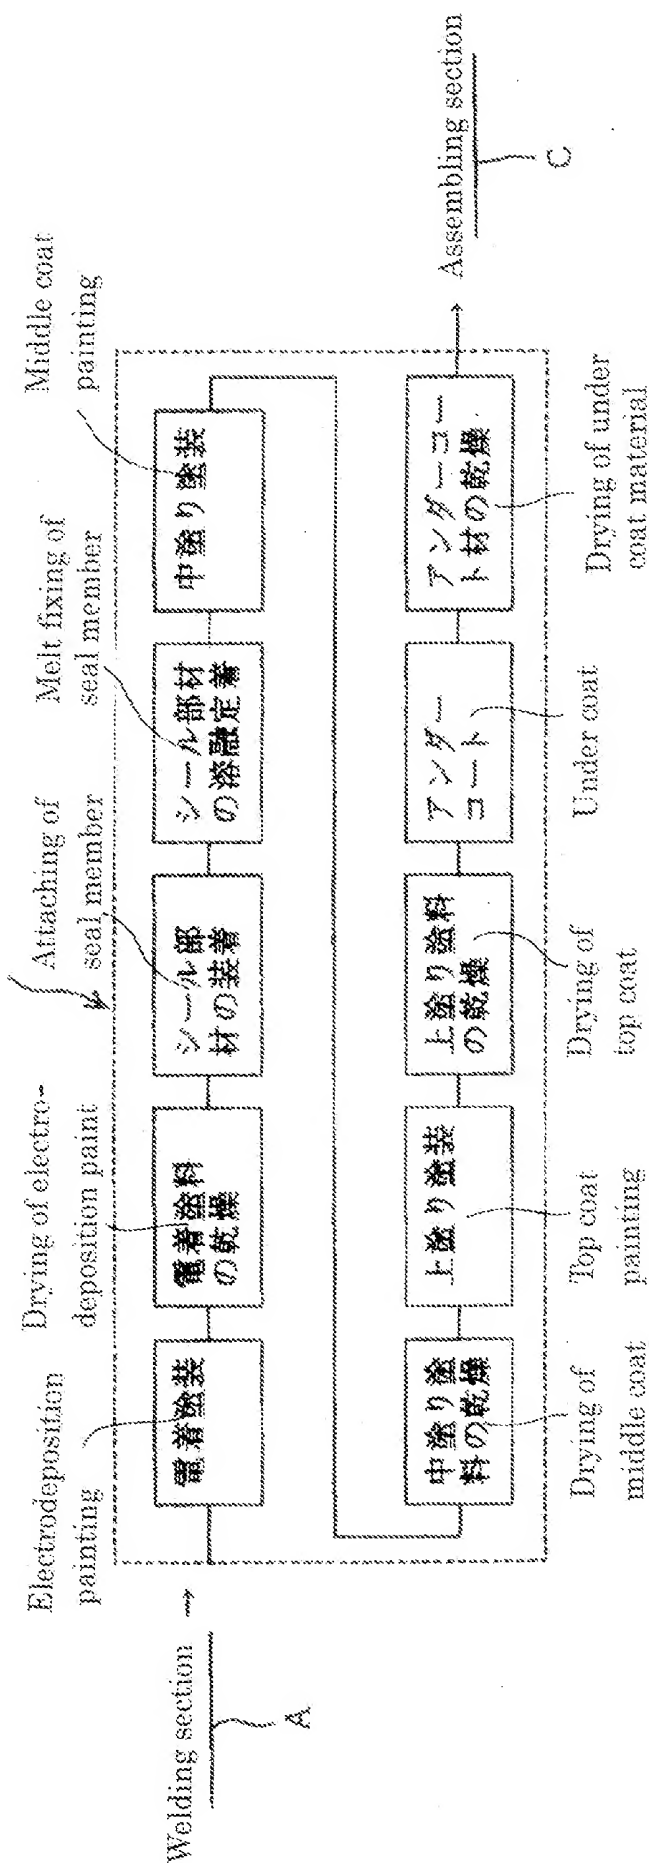 Welding section
A
Electrodeposition
painting
Drying of electro-
deposition paint
Attaching of
seal member
Melt fixing of
seal member
Middle coat
painting
電着塗装
電着塗料
の乾燥
シール部
材の装着
シール部材
の溶融定着
中塗り塗装
中塗り塗
料の乾燥
上塗り塗装
上塗り塗料
の乾燥
アンダー
コート
アンダーコー
ト材の乾燥
Drying of
middle coat
Top coat
painting
Drying of
top coat
Under coat
Drying of under
coat material
Assembling section
C